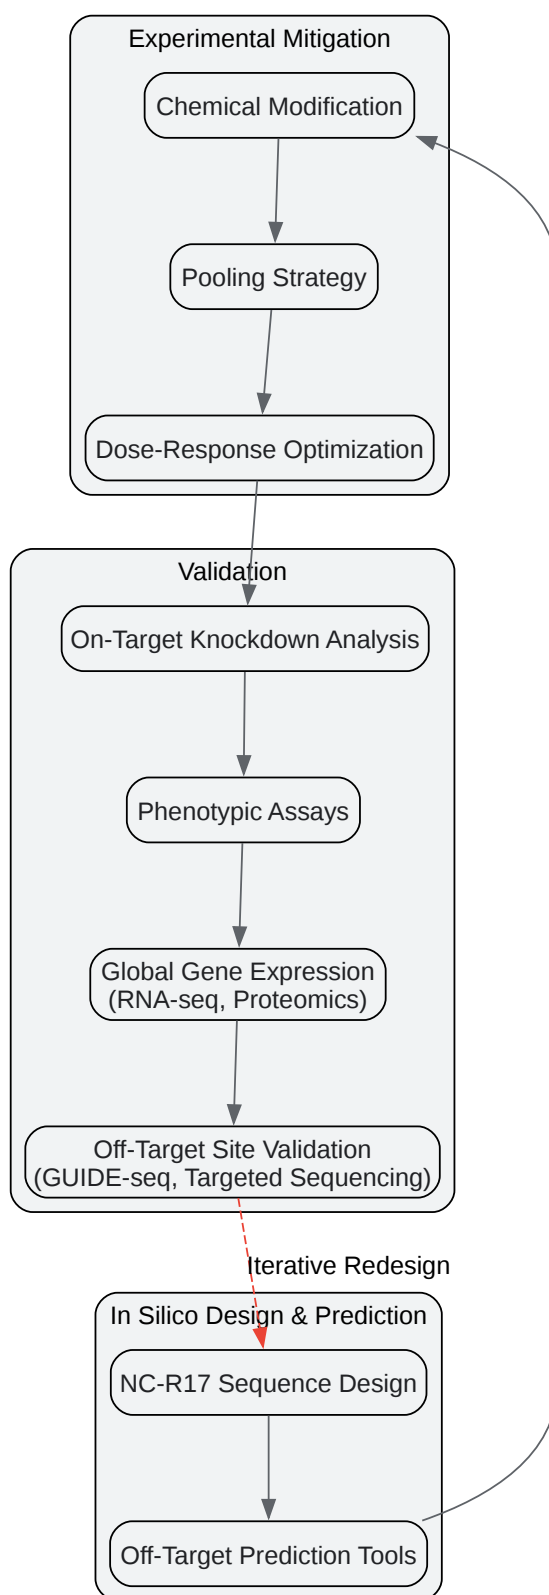 Experimental Mitigation
Chemical Modification
Pooling Strategy
Dose-Response Optimization
Validation
On-Target Knockdown Analysis
Phenotypic Assays
Global Gene Expression
(RNA-seq, Proteomics)
Off-Target Site Validation
(GUIDE-seq, Targeted Sequencing)
Iterative Redesign
In Silico Design & Prediction
NC-R17 Sequence Design
Off-Target Prediction Tools